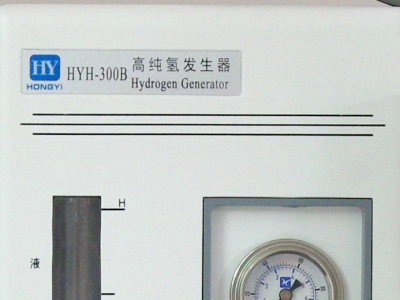 HY
HONGYI
HYH-300B 高纯氢发生器
Hydrogen Generator
H
液